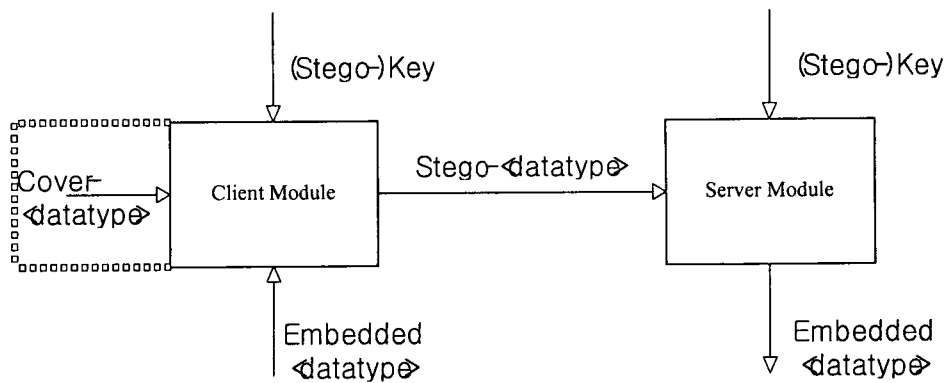 (Stego-)Key
(Stego-)Key
Cover-
<datatype>
Client Module
Stego-<datatype>
Server Module
Embedded
<datatype>
Embedded
<datatype>